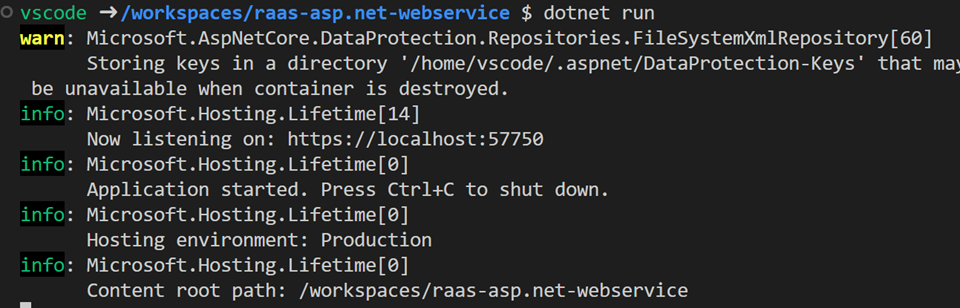 vscode ➜ /workspaces/raas-asp.net-webservice $ dotnet run
warn: Microsoft.AspNetCore.DataProtection.Repositories.FileSystemXmlRepository[60]
Storing keys in a directory '/home/vscode/.aspnet/DataProtection-Keys' that may
be unavailable when container is destroyed.
info: Microsoft.Hosting.Lifetime[14]
Now listening on: https://localhost:57750
info: Microsoft.Hosting.Lifetime[0]
Application started. Press Ctrl+C to shut down.
info: Microsoft.Hosting.Lifetime[0]
Hosting environment: Production
info: Microsoft.Hosting.Lifetime[0]
Content root path: /workspaces/raas-asp.net-webservice